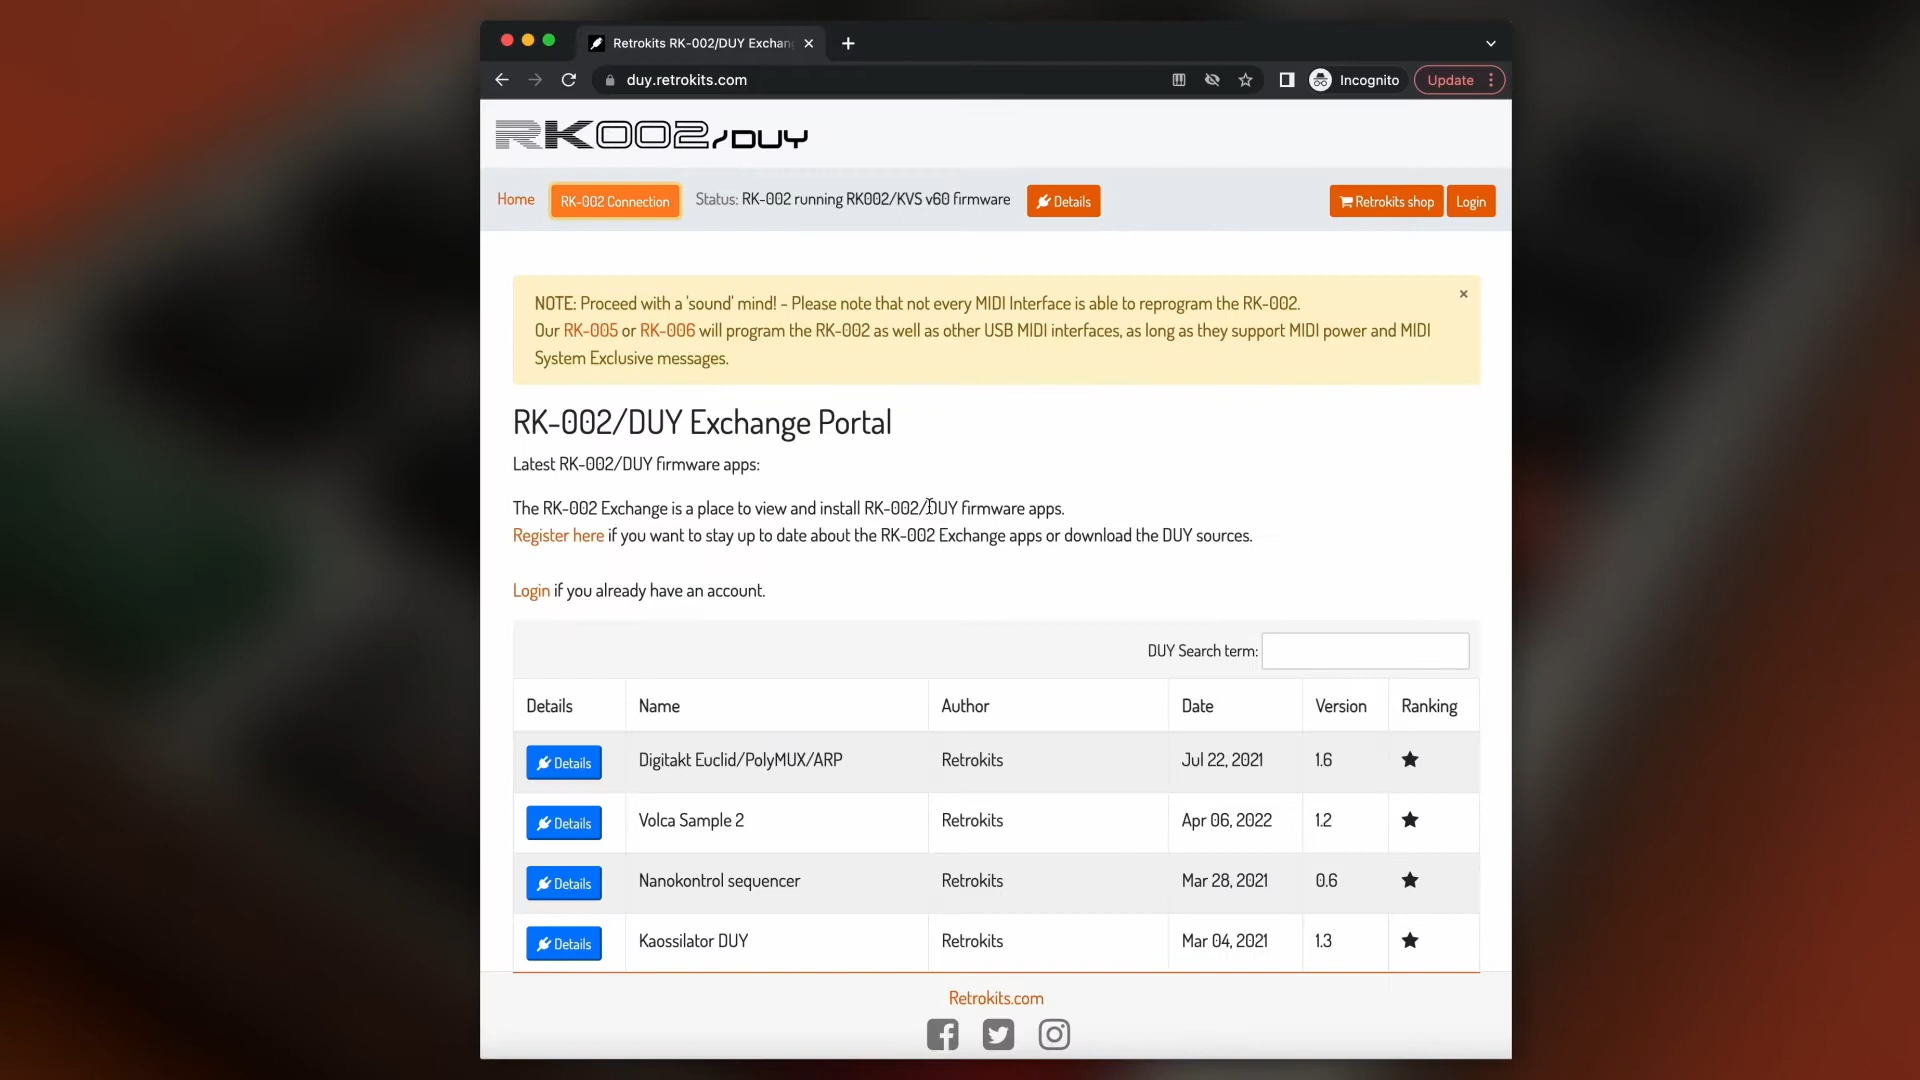 Retrokits RK-002/DUY Exchan
duy.retrokits.com
Incognito
Update
RK002/DUY
Home
RK-002 Connection
Status: RK-002 running RK002/KVS v60 firmware
Details
Retrokits shop
Login
NOTE: Proceed with a 'sound' mind! - Please note that not every MIDI Interface is able to reprogram the RK-002.
Our RK-005 or RK-006 will program the RK-002 as well as other USB MIDI interfaces, as long as they support MIDI power and MIDI
System Exclusive messages.
×
RK-002/DUY Exchange Portal
Latest RK-002/DUY firmware apps:
The RK-002 Exchange is a place to view and install RK-002/DUY firmware apps.
Register here if you want to stay up to date about the RK-002 Exchange apps or download the DUY sources.
Login if you already have an account.
DUY Search term:
Details Name Author Date Version Ranking
Details Digitakt Euclid/PolyMUX/ARP Retrokits Jul 22, 2021 1.6
Details Volca Sample 2 Retrokits Apr 06, 2022 1.2
Details Nanokontrol sequencer Retrokits Mar 28, 2021 0.6
Details Kaossilator DUY Retrokits Mar 04, 2021 1.3
Retrokits.com